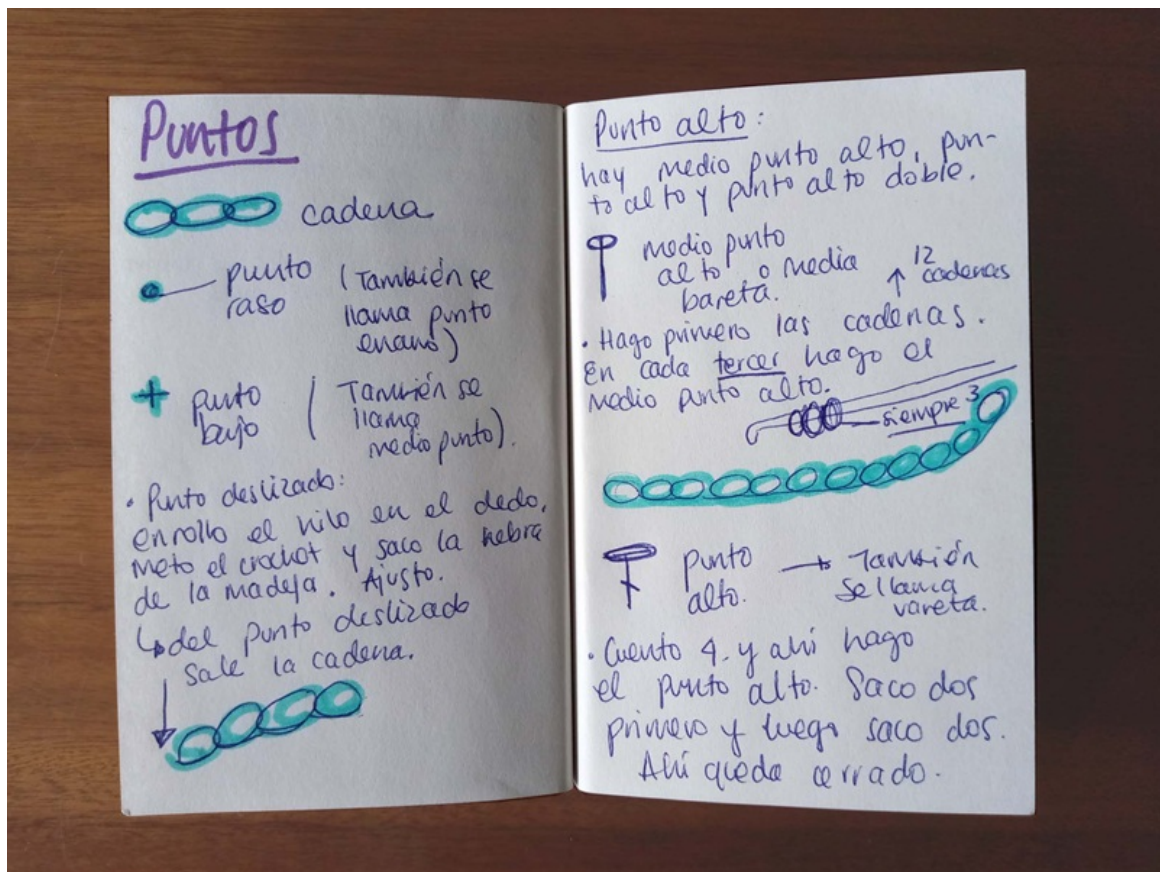 Puntos
cadena
punto
raso
(También se
llama punto
enano)
+ punto
bajo
(También se
llama
medio punto).
• Punto deslizado:
enrollo el hilo en el dedo,
meto el crochet y saco la hebra
de la madeja. Ajusto.
↳ del punto deslizado
sale la cadena.
Punto alto:
hay medio punto alto, pun-
to alto y punto alto doble.
medio punto
alto o media
bareta.
↑ 12
cadenas
• Hago primero las cadenas.
En cada tercer hago el
medio punto alto.
siempre 3
Punto
alto.
→ También
se llama
vareta.
• Cuento 4. y ahí hago
el punto alto. Saco dos
primero y luego saco dos.
Ahí queda cerrado.